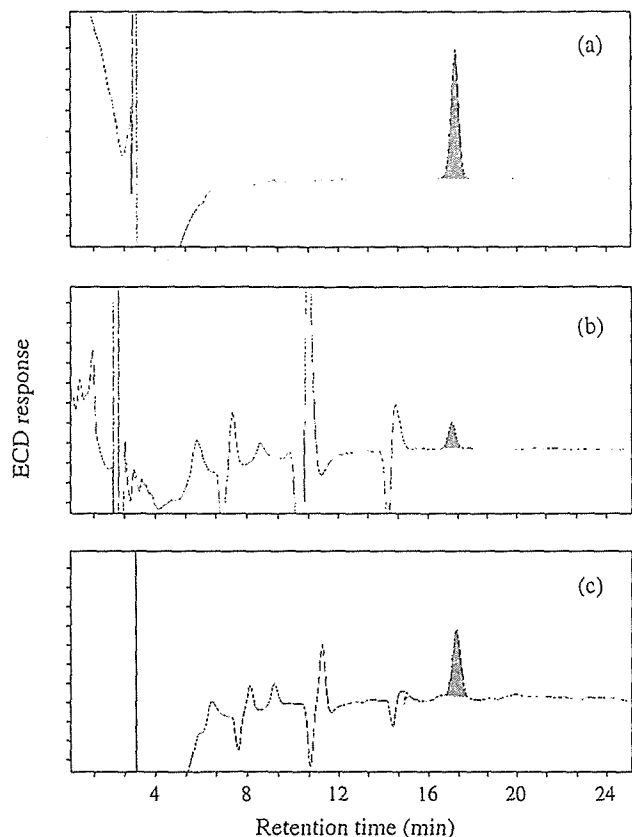 (a)
(b)
ECD response
(c)
4 8 12 16 20 24
Retention time (min)